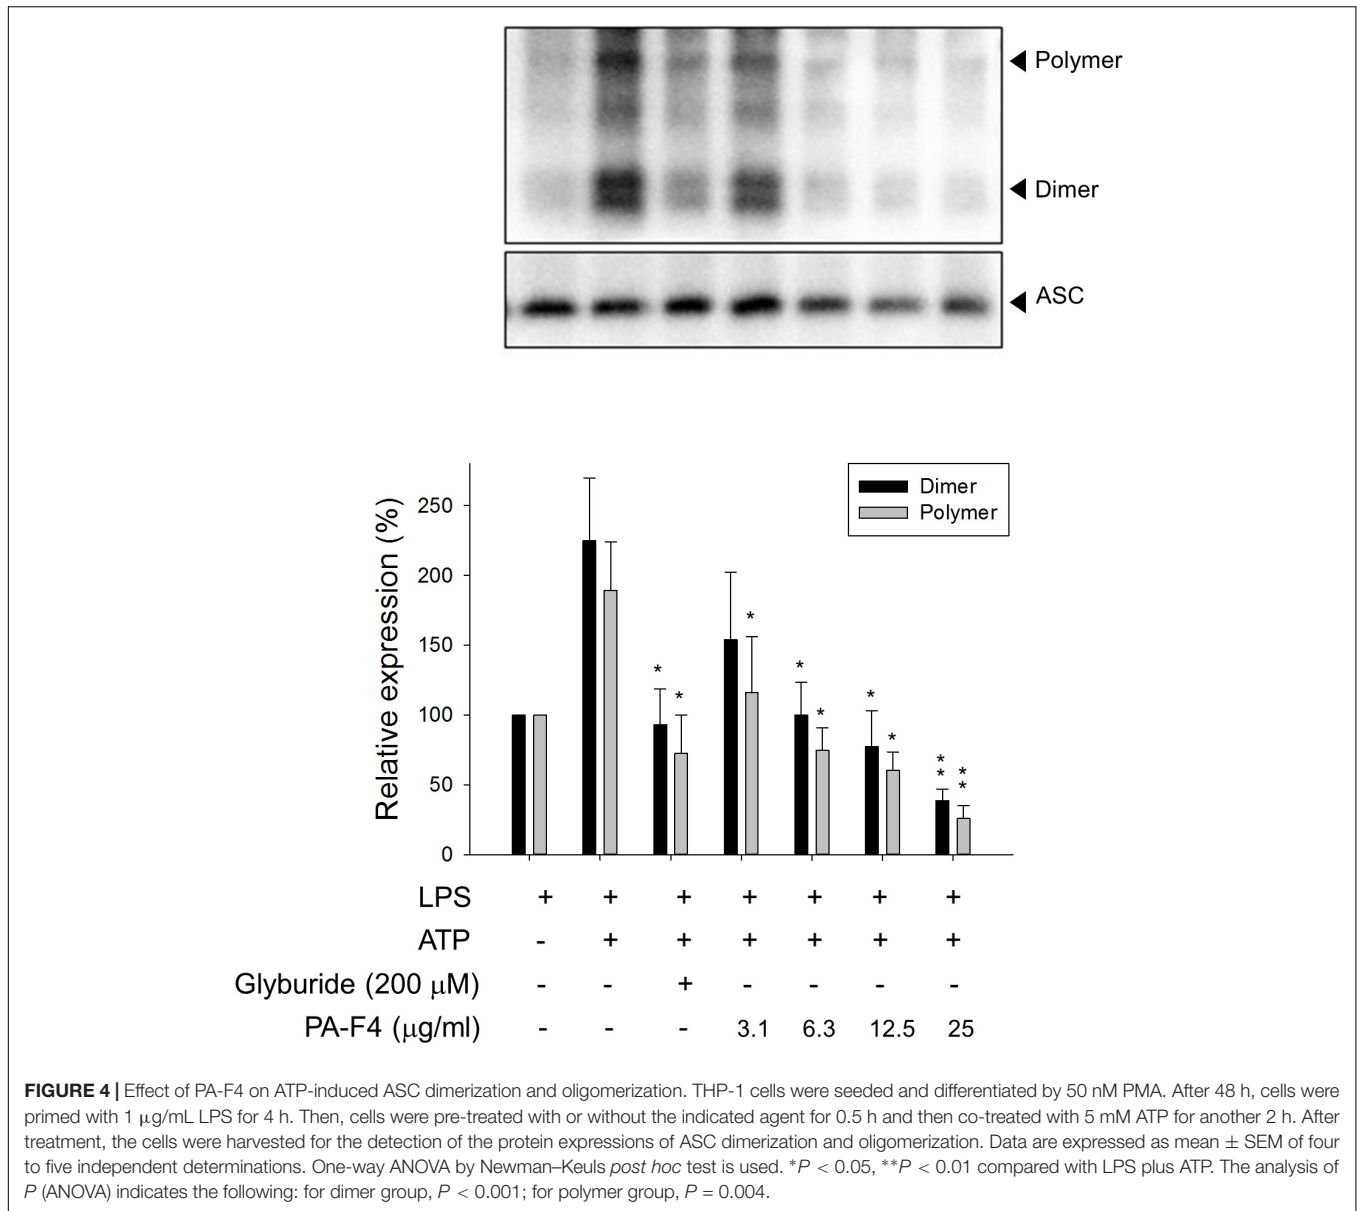 Polymer
Dimer
ASC
Dimer
Polymer
Relative expression (%)
250
200
150
100
50
0
*
*
*
*
*
*
*
**
**
LPS + + + + + + +
ATP - + + + + + +
Glyburide (200 μM) - - + - - - -
PA-F4 (μg/ml) - - - 3.1 6.3 12.5 25
FIGURE 4 | Effect of PA-F4 on ATP-induced ASC dimerization and oligomerization. THP-1 cells were seeded and differentiated by 50 nM PMA. After 48 h, cells were
primed with 1 μg/mL LPS for 4 h. Then, cells were pre-treated with or without the indicated agent for 0.5 h and then co-treated with 5 mM ATP for another 2 h. After
treatment, the cells were harvested for the detection of the protein expressions of ASC dimerization and oligomerization. Data are expressed as mean ± SEM of four
to five independent determinations. One-way ANOVA by Newman–Keuls post hoc test is used. *P < 0.05, **P < 0.01 compared with LPS plus ATP. The analysis of
P (ANOVA) indicates the following: for dimer group, P < 0.001; for polymer group, P = 0.004.